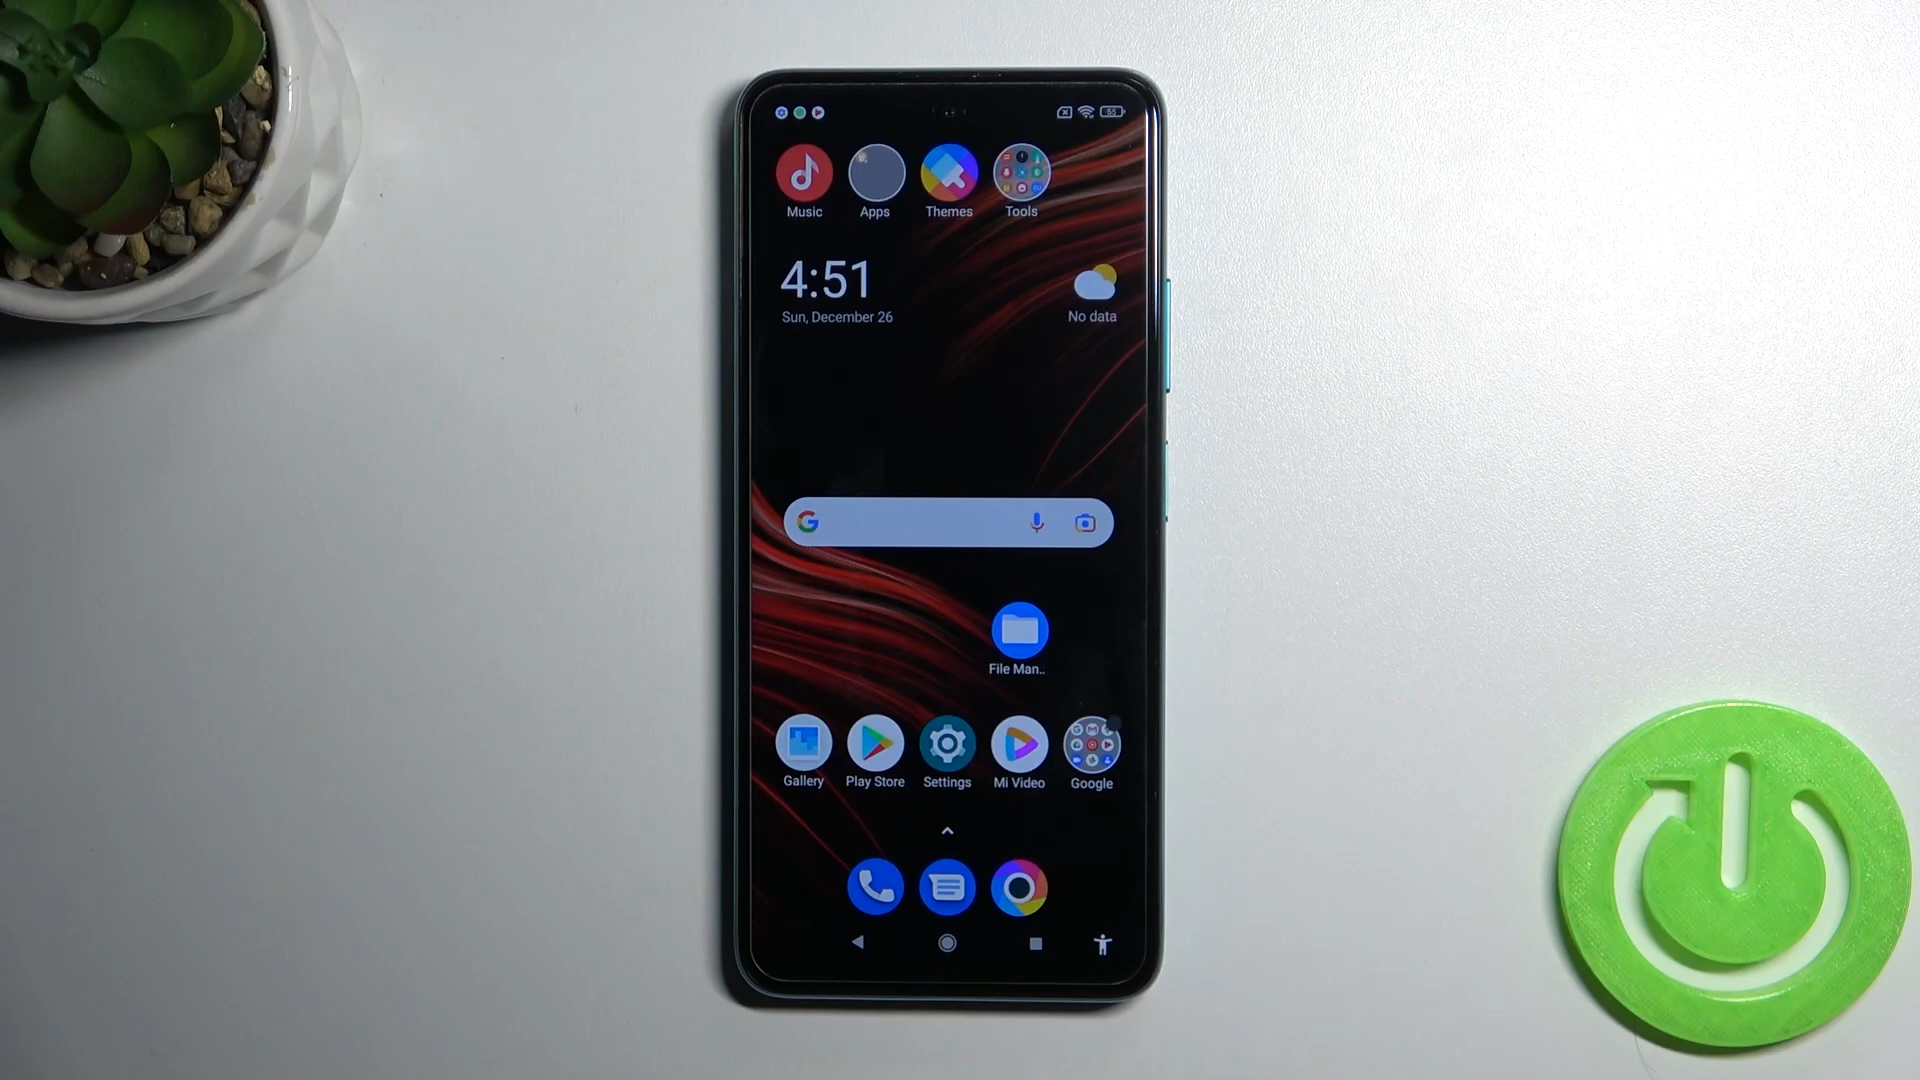 55
Music Apps Themes Tools
4:51
Sun, December 26
No data
G
File Man..
Gallery Play Store Settings Mi Video Google